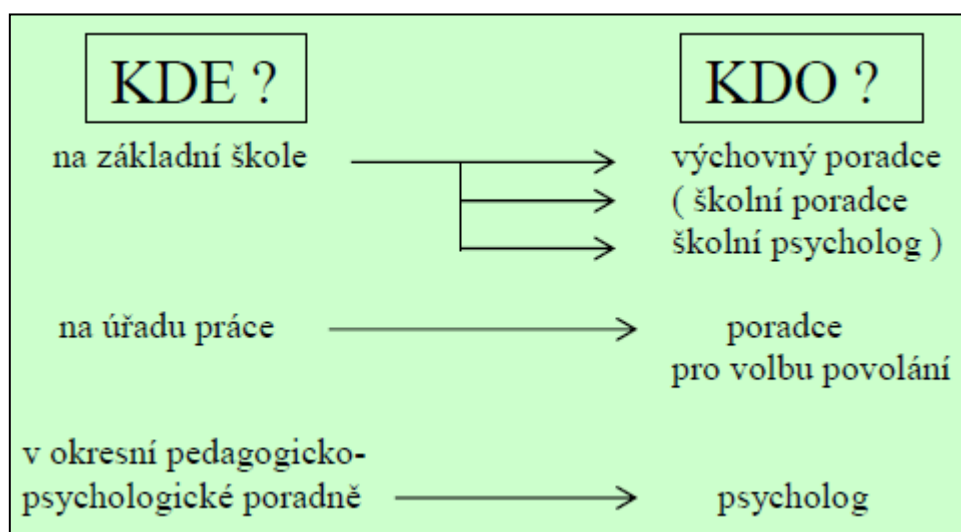 KDE ?
KDO ?
na základní škole
výchovný poradce
( školní poradce
školní psycholog )
na úřadu práce
poradce
pro volbu povolání
v okresní pedagogicko-
psychologické poradně
psycholog